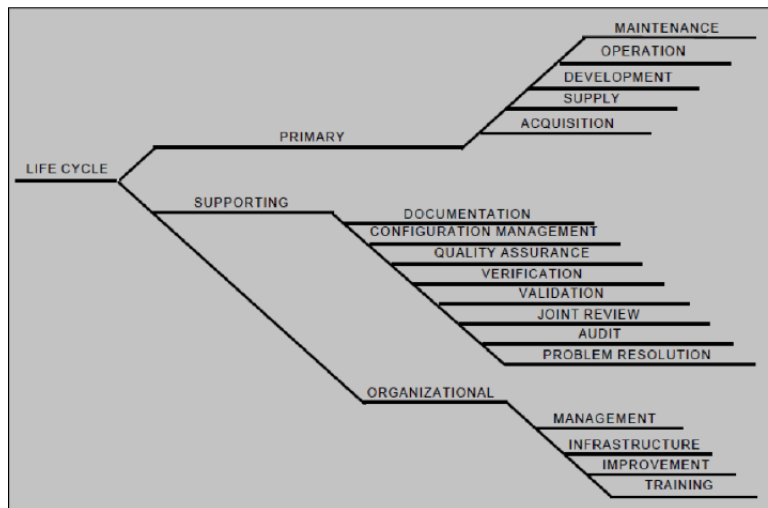 MAINTENANCE
OPERATION
DEVELOPMENT
SUPPLY
ACQUISITION
PRIMARY
LIFE CYCLE
SUPPORTING
DOCUMENTATION
CONFIGURATION MANAGEMENT
QUALITY ASSURANCE
VERIFICATION
VALIDATION
JOINT REVIEW
AUDIT
PROBLEM RESOLUTION
ORGANIZATIONAL
MANAGEMENT
INFRASTRUCTURE
IMPROVEMENT
TRAINING